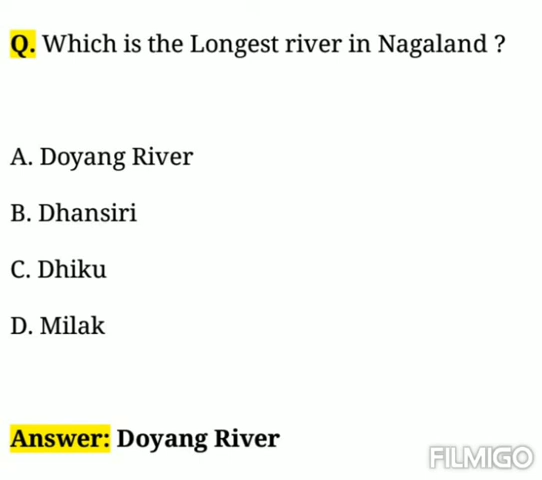 Q. Which is the Longest river in Nagaland ?
A. Doyang River
B. Dhansiri
C. Dhiku
D. Milak
Answer: Doyang River
FILMIGO